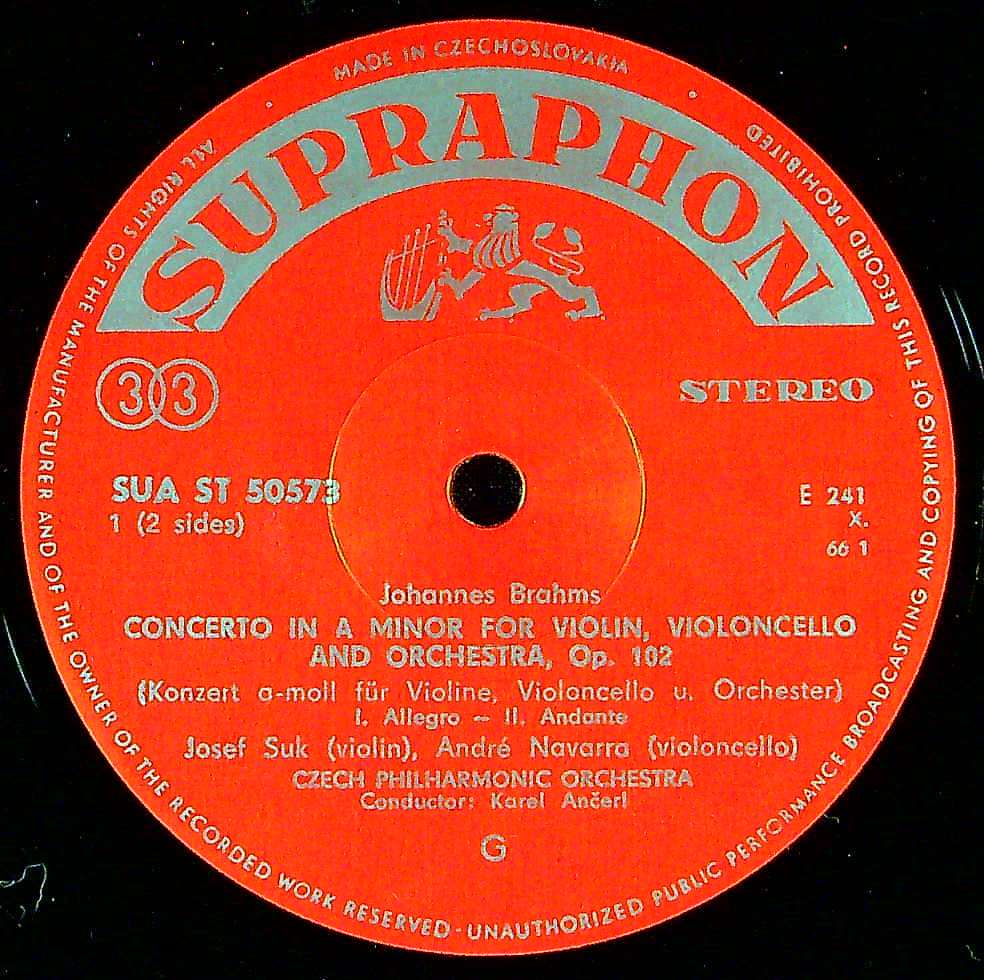 MADE IN CZECHOSLOVAKIA
SUPRAPHON
33
STEREO
SUA ST 50573
1 (2 sides)
E 241
X.
66 1
Johannes Brahms
CONCERTO IN A MINOR FOR VIOLIN, VIOLONCELLO
AND ORCHESTRA, Op. 102
(Konzert a-moll für Violine, Violoncello u. Orchester)
I. Allegro – II. Andante
Josef Suk (violin), André Navarra (violoncello)
CZECH PHILHARMONIC ORCHESTRA
Conductor: Karel Ančerl
G
ALL RIGHTS OF THE MANUFACTURER AND OF THE OWNER OF THE RECORDED WORK RESERVED - UNAUTHORIZED PUBLIC PERFORMANCE BROADCASTING AND COPYING OF THIS RECORD PROHIBITED